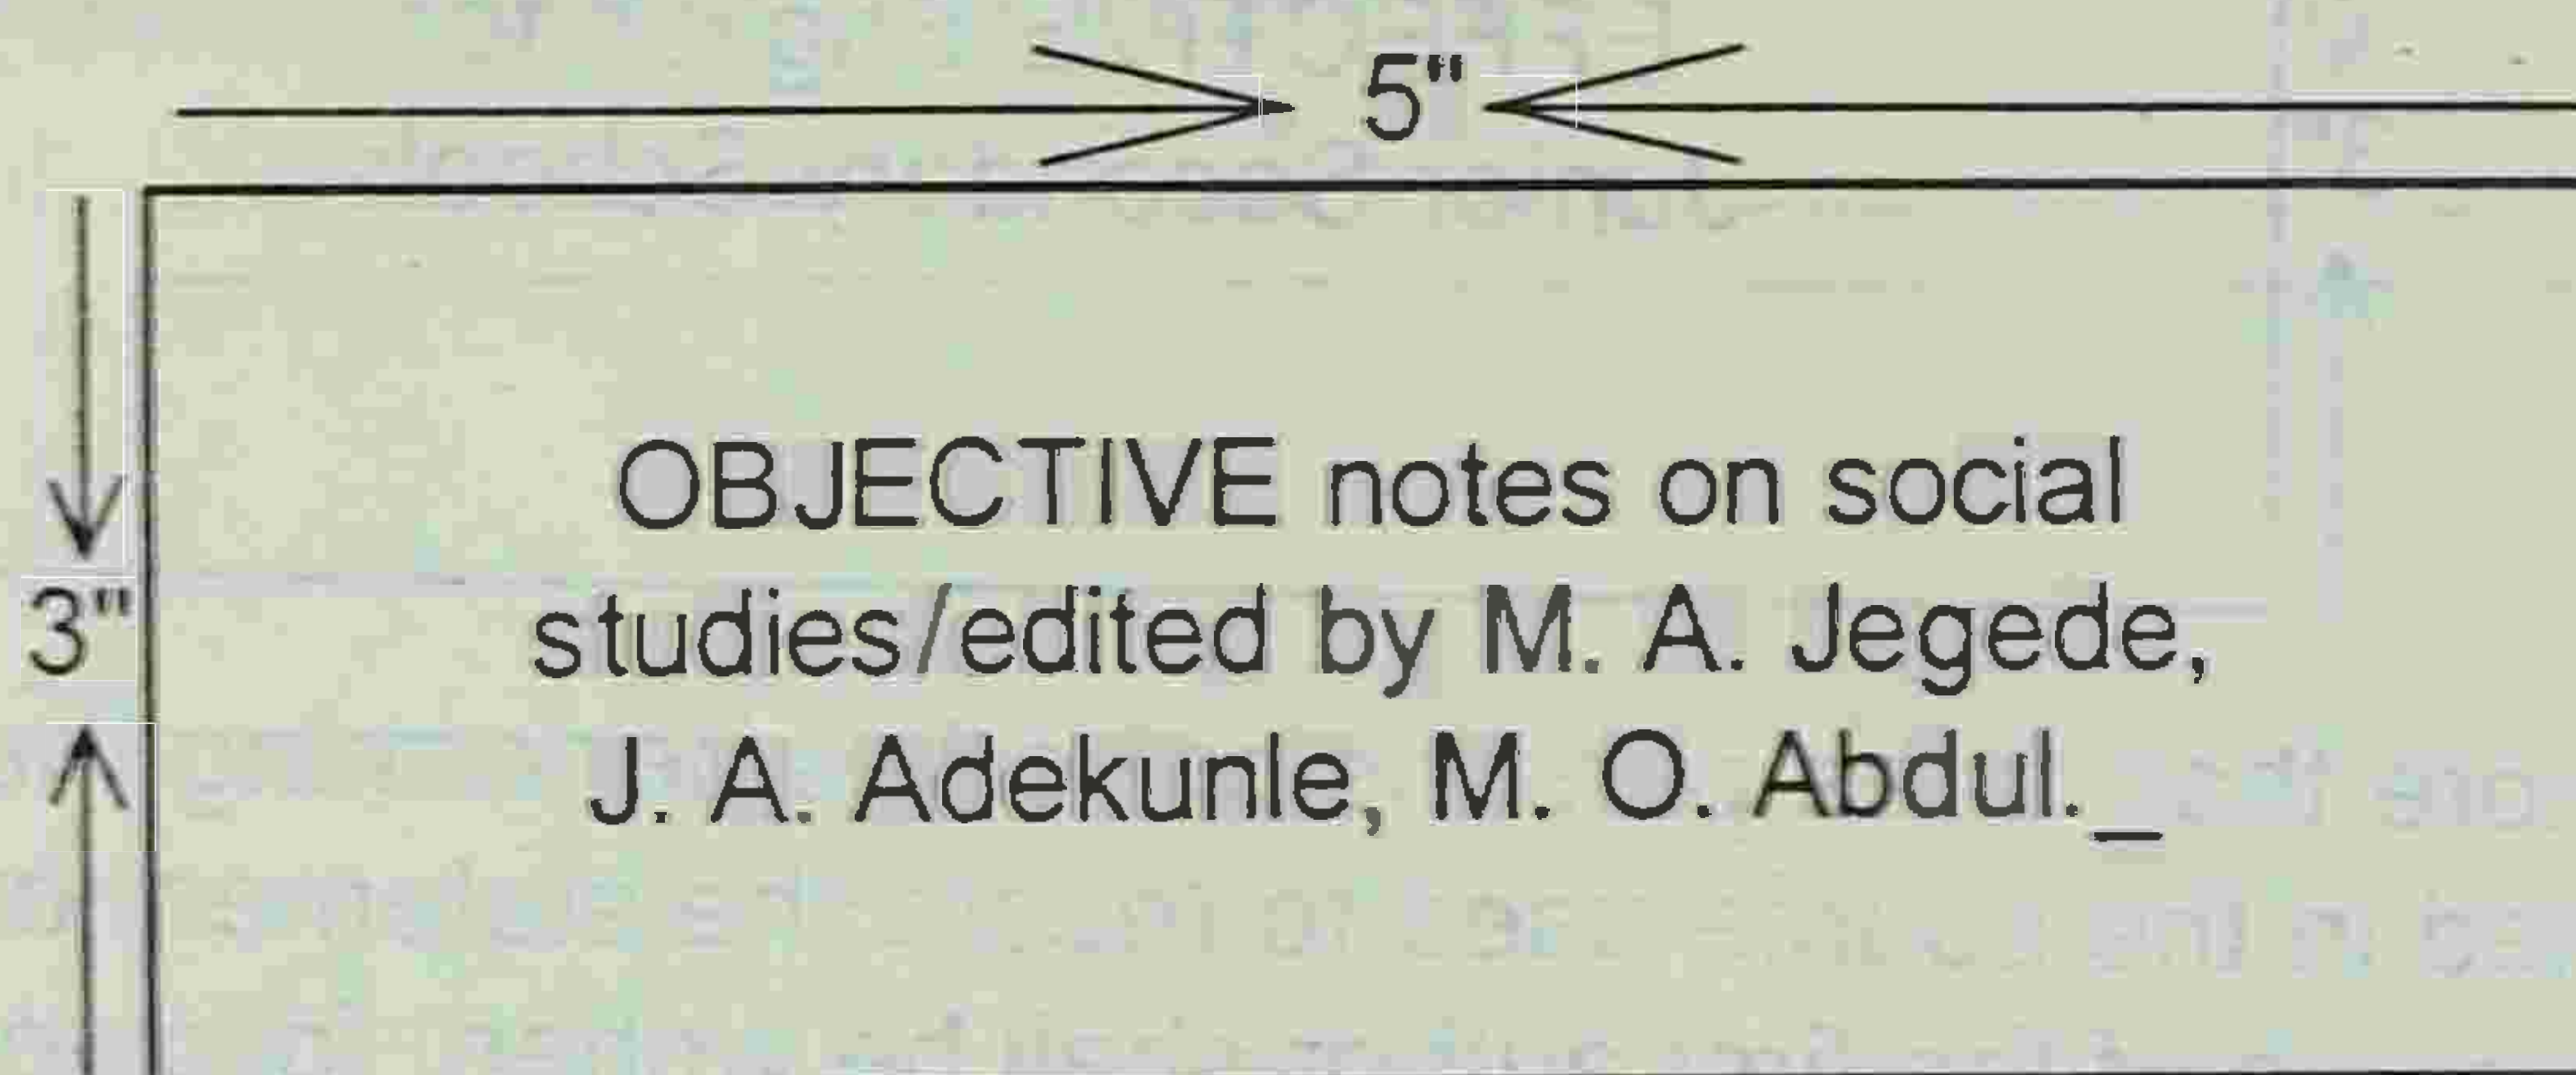 5"
OBJECTIVE notes on social
3"
studies/edited by M. A. Jegede,
J. A. Adekunle, M. O. Abdul._